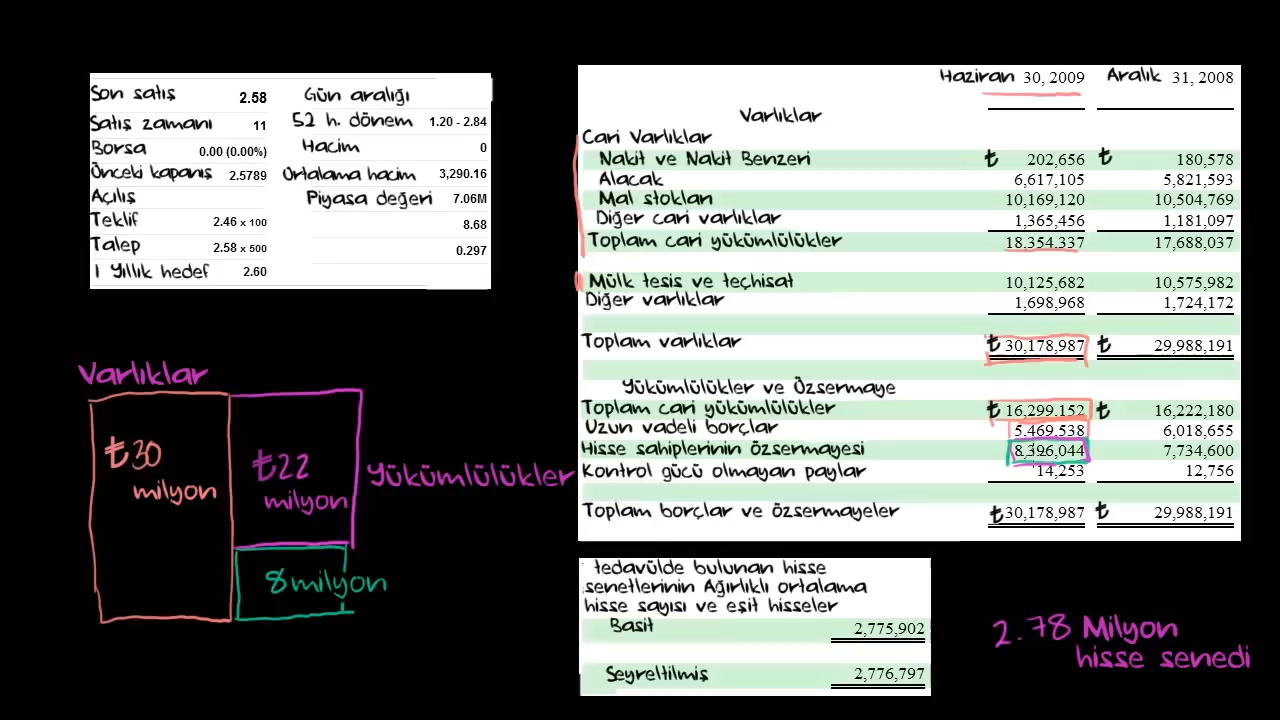 Son satış 2.58 Gün aralığı
Satış zamanı 11 52 h. dönem 1.20 - 2.84
Borsa 0.00 (0.00%) Hacim 0
Önceki kapanış 2.5789 Ortalama hacim 3,290.16
Açılış Piyasa değeri 7.06M
Teklif 2.46 x 100 8.68
Talep 2.58 x 500 0.297
1 Yıllık hedef 2.60
Haziran 30, 2009 Aralık 31, 2008
Varlıklar
Cari Varlıklar
Nakit ve Nakit Benzeri ₺ 202,656 ₺ 180,578
Alacak 6,617,105 5,821,593
Mal stokları 10,169,120 10,504,769
Diğer cari varlıklar 1,365,456 1,181,097
Toplam cari yükümlülükler 18.354.337 17,688,037
Mülk tesis ve teçhisat 10,125,682 10,575,982
Diğer varlıklar 1,698,968 1,724,172
Toplam varlıklar ₺ 30,178,987 ₺ 29,988,191
Yükümlülükler ve Özsermaye
Toplam cari yükümlülükler ₺ 16,299,152 ₺ 16,222,180
Uzun vadeli borçlar 5,469,538 6,018,655
Hisse sahiplerinin özsermayesi 8,396,044 7,734,600
Kontrol gücü olmayan paylar 14,253 12,756
Toplam borçlar ve özsermayeler ₺ 30,178,987 ₺ 29,988,191
Varlıklar
₺30 milyon
₺22 milyon
Yükümlülükler
8 milyon
tedavülde bulunan hisse
senetlerinin Ağırlıklı ortalama
hisse sayısı ve eşit hisseler
Basit 2,775,902
Seyreltilmiş 2,776,797
2.78 Milyon
hisse senedi